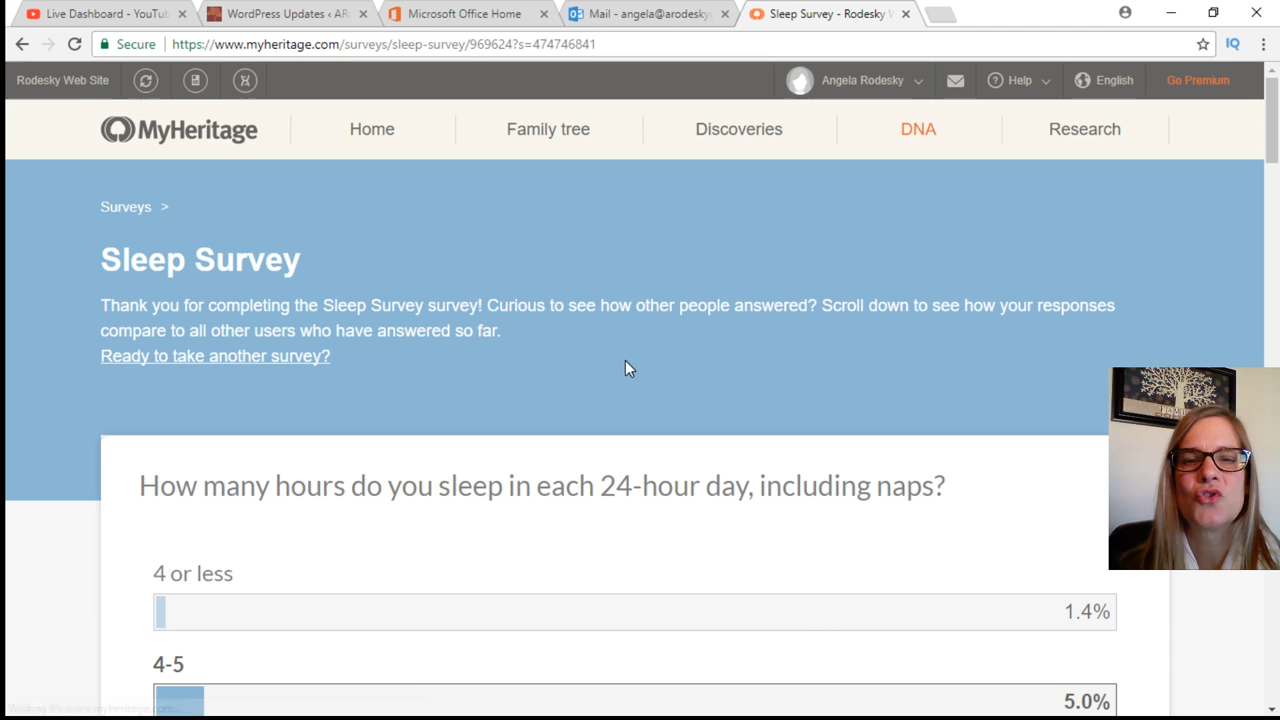 Live Dashboard - YouTu
WordPress Updates ‹ AR
Microsoft Office Home
Mail - angela@arodesky
Sleep Survey - Rodesky W
Secure
https://www.myheritage.com/surveys/sleep-survey/969624?s=474746841
IQ
Rodesky Web Site
Angela Rodesky
Help
English
Go Premium
MyHeritage
Home
Family tree
Discoveries
DNA
Research
Surveys >
Sleep Survey
Thank you for completing the Sleep Survey survey! Curious to see how other people answered? Scroll down to see how your responses
compare to all other users who have answered so far.
Ready to take another survey?
How many hours do you sleep in each 24-hour day, including naps?
4 or less
1.4%
4-5
5.0%